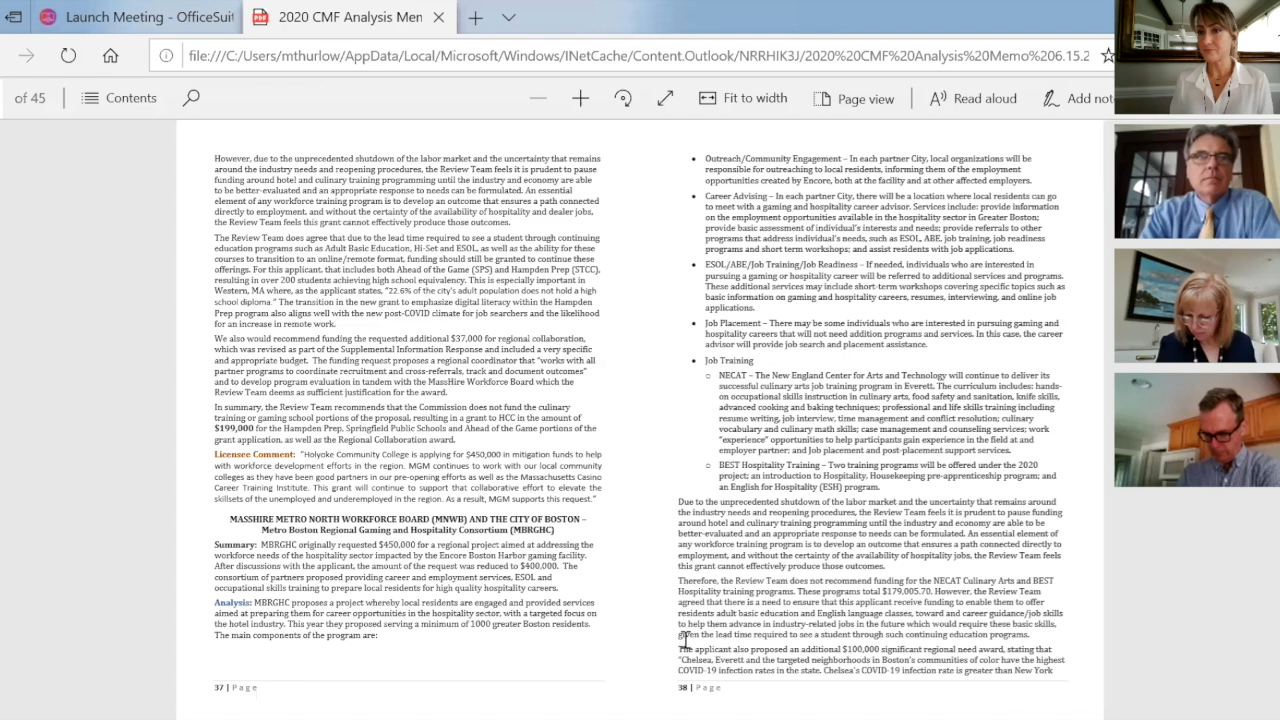 Launch Meeting - OfficeSuit
2020 CMF Analysis Mem
file:///C:/Users/mthurlow/AppData/Local/Microsoft/Windows/INetCache/Content.Outlook/NRRHIK3J/2020%20CMF%20Analysis%20Memo%206.15.2
of 45
Contents
Fit to width
Page view
Read aloud
Add not
However, due to the unprecedented shutdown of the labor market and the uncertainty that remains
around the industry needs and reopening procedures, the Review Team feels it is prudent to pause
funding around hotel and culinary training programming until the industry and economy are able
to be better-evaluated and an appropriate response to needs can be formulated. An essential
element of any workforce training program is to develop an outcome that ensures a path connected
directly to employment, and without the certainty of the availability of hospitality and dealer jobs,
the Review Team feels this grant cannot effectively produce those outcomes.
The Review Team does agree that due to the lead time required to see a student through continuing
education programs such as Adult Basic Education, Hi-Set and ESOL, as well as the ability for these
courses to transition to an online/remote format, funding should still be granted to continue these
offerings. For this applicant, that includes both Ahead of the Game (SPS) and Hampden Prep (STCC),
resulting in over 200 students achieving high school equivalency. This is especially important in
Western, MA where, as the applicant states, "22.6% of the city's adult population does not hold a high
school diploma." The transition in the new grant to emphasize digital literacy within the Hampden
Prep program also aligns well with the new post-COVID climate for job searchers and the likelihood
for an increase in remote work.
We also would recommend funding the requested additional $37,000 for regional collaboration,
which was revised as part of the Supplemental Information Response and included a very specific
and appropriate budget. The funding request proposes a regional coordinator that "works with all
partner programs to coordinate recruitment and cross-referrals, track and document outcomes"
and to develop program evaluation in tandem with the MassHire Workforce Board which the
Review Team deems as sufficient justification for the award.
In summary, the Review Team recommends that the Commission does not fund the culinary
training or gaming school portions of the proposal, resulting in a grant to HCC in the amount of
$199,000 for the Hampden Prep, Springfield Public Schools and Ahead of the Game portions of the
grant application, as well as the Regional Collaboration award.
Licensee Comment: "Holyoke Community College is applying for $450,000 in mitigation funds to help
with workforce development efforts in the region. MGM continues to work with our local community
colleges as they have been good partners in our pre-opening efforts as well as the Massachusetts Casino
Career Training Institute. This grant will continue to support that collaborative effort to elevate the
skillsets of the unemployed and underemployed in the region. As a result, MGM supports this request."
MASSHIRE METRO NORTH WORKFORCE BOARD (MNWB) AND THE CITY OF BOSTON –
Metro Boston Regional Gaming and Hospitality Consortium (MBRGHC)
Summary: MBRGHC originally requested $450,000 for a regional project aimed at addressing the
workforce needs of the hospitality sector impacted by the Encore Boston Harbor gaming facility.
After discussions with the applicant, the amount of the request was reduced to $400,000. The
consortium of partners proposed providing career and employment services, ESOL and
occupational skills training to prepare local residents for high quality hospitality careers.
Analysis: MBRGHC proposes a project whereby local residents are engaged and provided services
aimed at preparing them for career opportunities in the hospitality sector, with a targeted focus on
the hotel industry. This year they proposed serving a minimum of 1000 greater Boston residents.
The main components of the program are:
37 | Page
• Outreach/Community Engagement – In each partner City, local organizations will be
responsible for outreaching to local residents, informing them of the employment
opportunities created by Encore, both at the facility and at other affected employers.
• Career Advising – In each partner City, there will be a location where local residents can go
to meet with a gaming and hospitality career advisor. Services include: provide information
on the employment opportunities available in the hospitality sector in Greater Boston;
provide basic assessment of individual's interests and needs; provide referrals to other
programs that address individual's needs, such as ESOL, ABE, job training, job readiness
programs and short term workshops; and assist residents with job applications.
• ESOL/ABE/Job Training/Job Readiness – If needed, individuals who are interested in
pursuing a gaming or hospitality career will be referred to additional services and programs.
These additional services may include short-term workshops covering specific topics such as
basic information on gaming and hospitality careers, resumes, interviewing, and online job
applications.
• Job Placement – There may be some individuals who are interested in pursuing gaming and
hospitality careers that will not need addition programs and services. In this case, the career
advisor will provide job search and placement assistance.
• Job Training
o NECAT – The New England Center for Arts and Technology will continue to deliver its
successful culinary arts job training program in Everett. The curriculum includes: hands-
on occupational skills instruction in culinary arts, food safety and sanitation, knife skills,
advanced cooking and baking techniques; professional and life skills training including
resume writing, job interview, time management and conflict resolution; culinary
vocabulary and culinary math skills; case management and counseling services; work
"experience" opportunities to help participants gain experience in the field at and
employer partner; and Job placement and post-placement support services.
o BEST Hospitality Training – Two training programs will be offered under the 2020
project; an introduction to Hospitality, Housekeeping pre-apprenticeship program; and
an English for Hospitality (ESH) program.
Due to the unprecedented shutdown of the labor market and the uncertainty that remains around
the industry needs and reopening procedures, the Review Team feels it is prudent to pause funding
around hotel and culinary training programming until the industry and economy are able to be
better-evaluated and an appropriate response to needs can be formulated. An essential element of
any workforce training program is to develop an outcome that ensures a path connected directly to
employment, and without the certainty of the availability of hospitality jobs, the Review Team feels
this grant cannot effectively produce those outcomes.
Therefore, the Review Team does not recommend funding for the NECAT Culinary Arts and BEST
Hospitality training programs. These programs total $179,005.70. However, the Review Team
agreed that there is a need to ensure that this applicant receive funding to enable them to offer
residents adult basic education and English language classes, toward and career guidance/job skills
to help them advance in industry-related jobs in the future which would require these basic skills,
given the lead time required to see a student through such continuing education programs.
The applicant also proposed an additional $100,000 significant regional need award, stating that
"Chelsea, Everett and the targeted neighborhoods in Boston's communities of color have the highest
COVID-19 infection rates in the state. Chelsea's COVID-19 infection rate is greater than New York
38 | Page